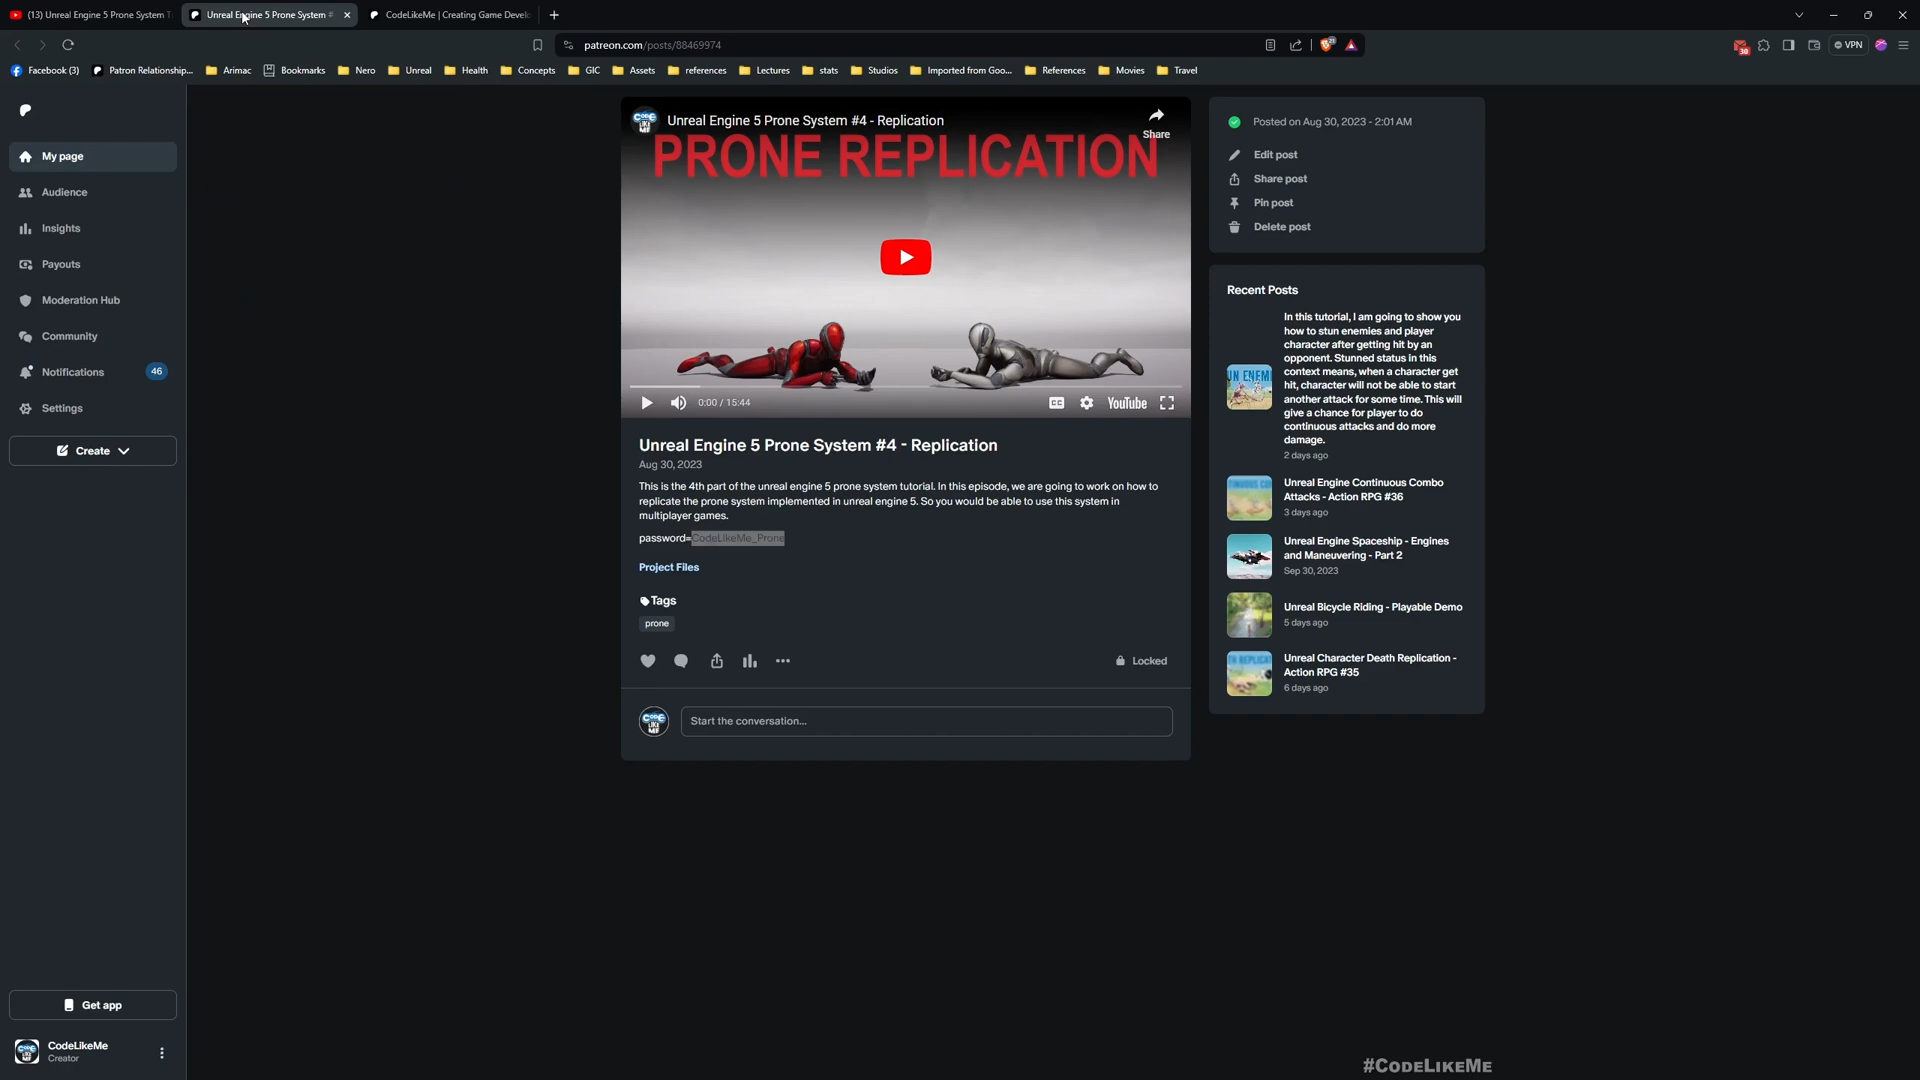 (13) Unreal Engine 5 Prone System T
Unreal Engine 5 Prone System #
CodeLikeMe | Creating Game Develo
patreon.com/posts/88469974
VPN
Facebook (3)
Patron Relationship...
Arimac
Bookmarks
Nero
Unreal
Health
Concepts
GIC
Assets
references
Lectures
stats
Studios
Imported from Goo...
References
Movies
Travel
My page
Audience
Insights
Payouts
Moderation Hub
Community
Notifications
46
Settings
Create
Get app
CodeLikeMe
Creator
Unreal Engine 5 Prone System #4 - Replication
Share
PRONE REPLICATION
0:00 / 15:44
CC
YouTube
Unreal Engine 5 Prone System #4 - Replication
Aug 30, 2023
This is the 4th part of the unreal engine 5 prone system tutorial. In this episode, we are going to work on how to
replicate the prone system implemented in unreal engine 5. So you would be able to use this system in
multiplayer games.
password=CodeLikeMe_Prone
Project Files
Tags
prone
Locked
CODE
LIKE
ME
Start the conversation...
Posted on Aug 30, 2023 - 2:01 AM
Edit post
Share post
Pin post
Delete post
Recent Posts
In this tutorial, I am going to show you
how to stun enemies and player
character after getting hit by an
opponent. Stunned status in this
context means, when a character get
hit, character will not be able to start
another attack for some time. This will
give a chance for player to do
continuous attacks and do more
damage.
2 days ago
Unreal Engine Continuous Combo
Attacks - Action RPG #36
3 days ago
Unreal Engine Spaceship - Engines
and Maneuvering - Part 2
Sep 30, 2023
Unreal Bicycle Riding - Playable Demo
5 days ago
Unreal Character Death Replication -
Action RPG #35
6 days ago
#CodeLikeMe